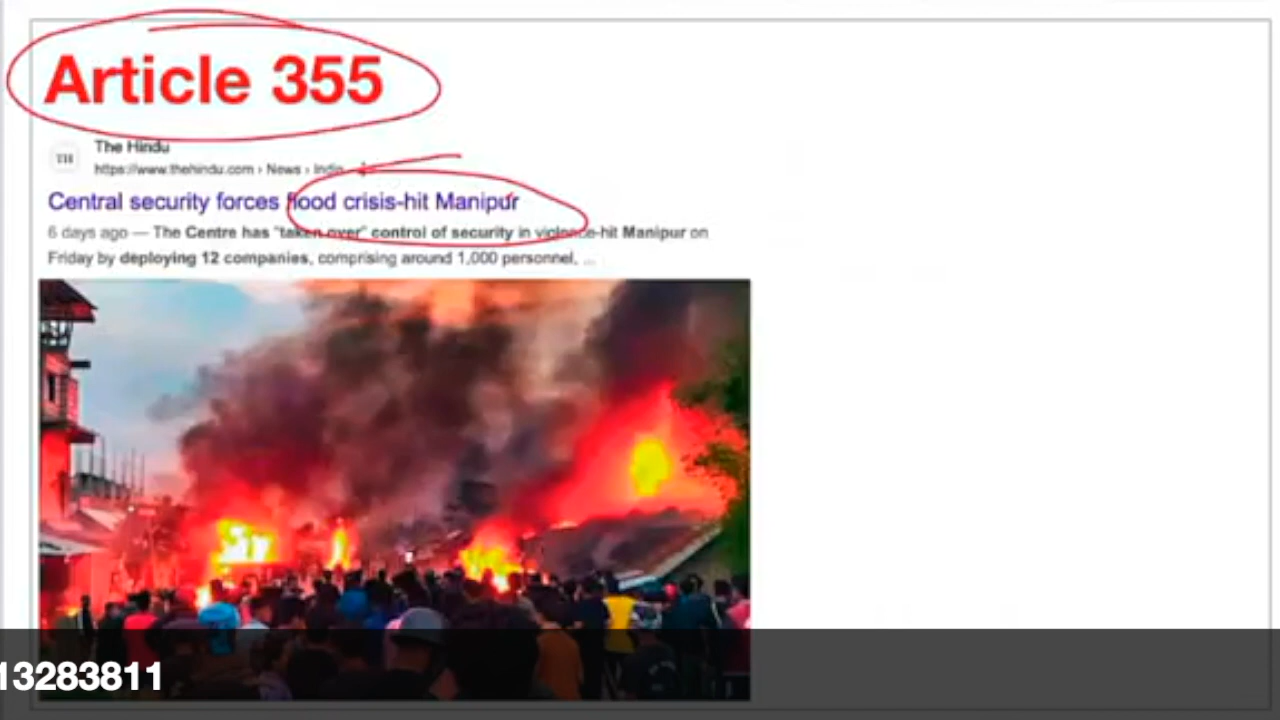 Article 355
TH
The Hindu
https://www.thehindu.com › News › India
Central security forces flood crisis-hit Manipur
6 days ago — The Centre has "taken over" control of security in violence-hit Manipur on
Friday by deploying 12 companies, comprising around 1,000 personnel, ...
13283811